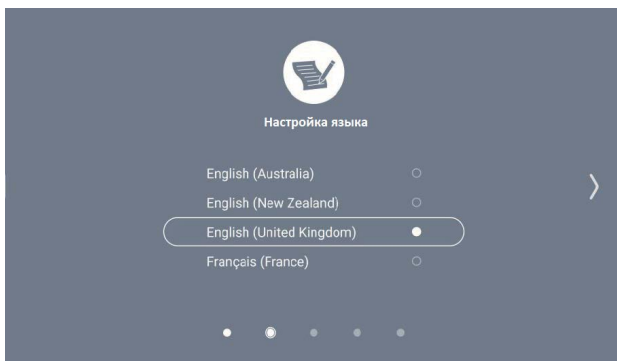 Настройка языка
English (Australia)
English (New Zealand)
English (United Kingdom)
Français (France)